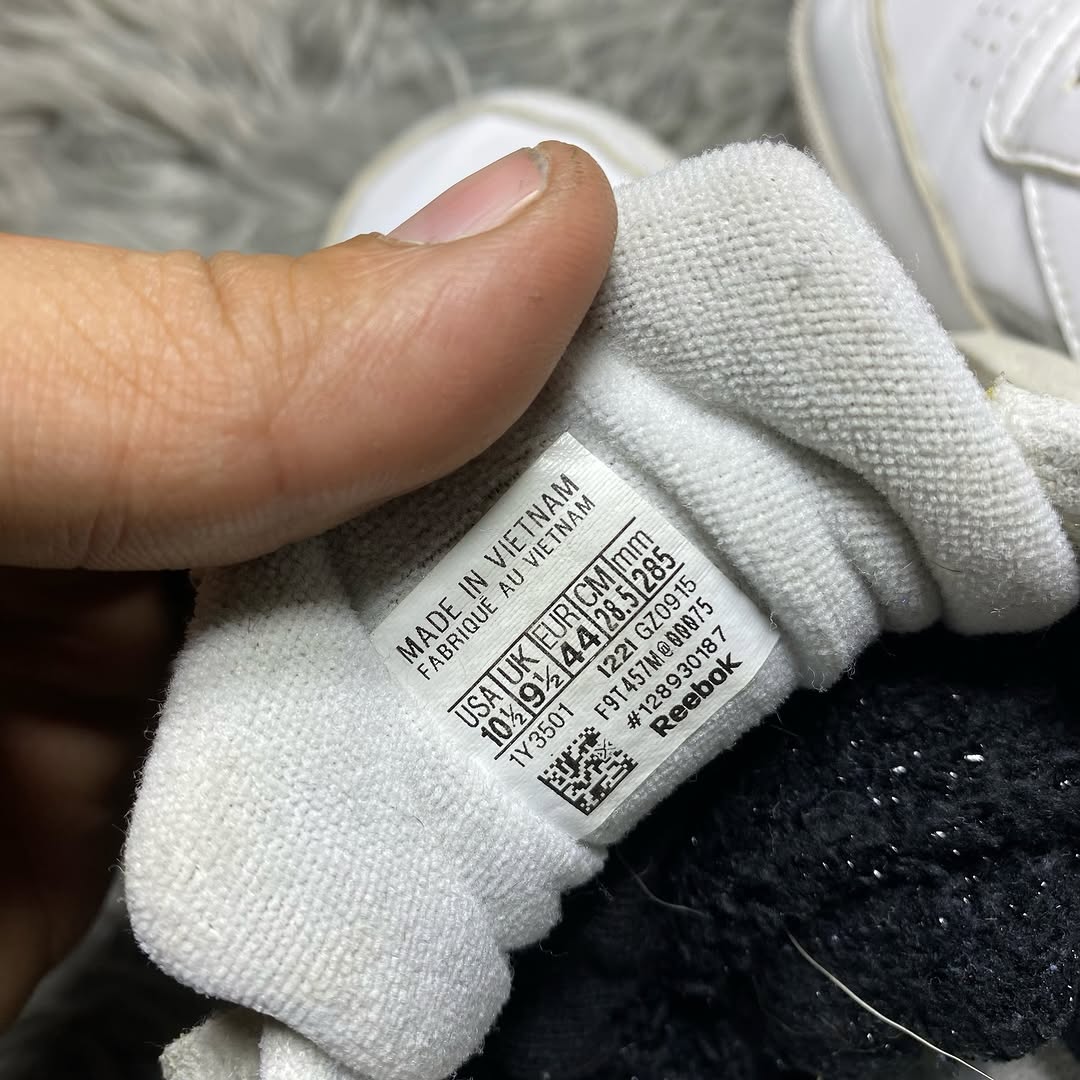 MADE IN VIETNAM
FABRIQUÉ AU VIETNAM
USA UK EUR CM mm
10½ 9½ 44 28.5 285
1Y3501 1221 GZ0915
#128930187
Reebok